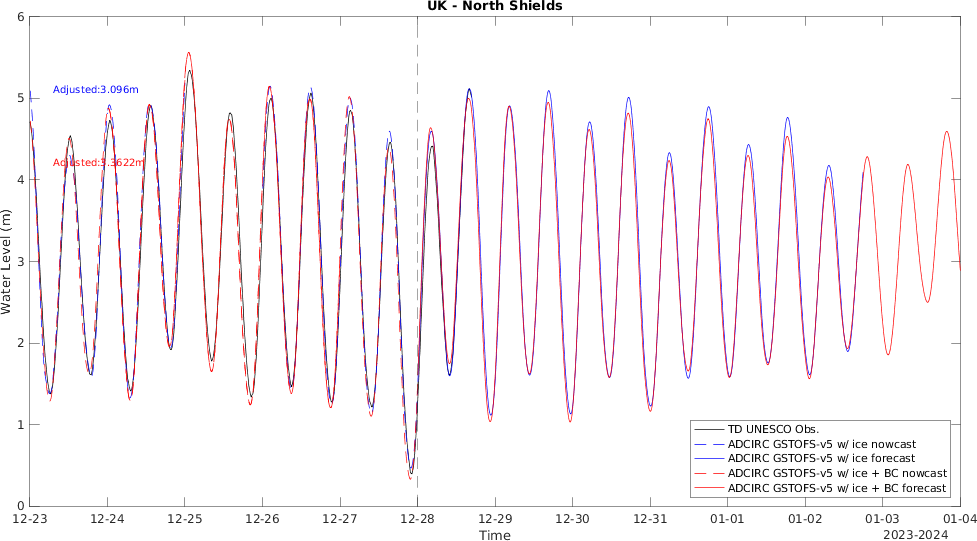 UK - North Shields
6
5
4
3
2
1
0
Water Level (m)
Adjusted:3.096m
Adjusted:3.3622m
TD UNESCO Obs.
ADCIRC GSTOFS-v5 w/ ice nowcast
ADCIRC GSTOFS-v5 w/ ice forecast
ADCIRC GSTOFS-v5 w/ ice + BC nowcast
ADCIRC GSTOFS-v5 w/ ice + BC forecast
12-23 12-24 12-25 12-26 12-27 12-28 12-29 12-30 12-31 01-01 01-02 01-03 01-04
Time
2023-2024